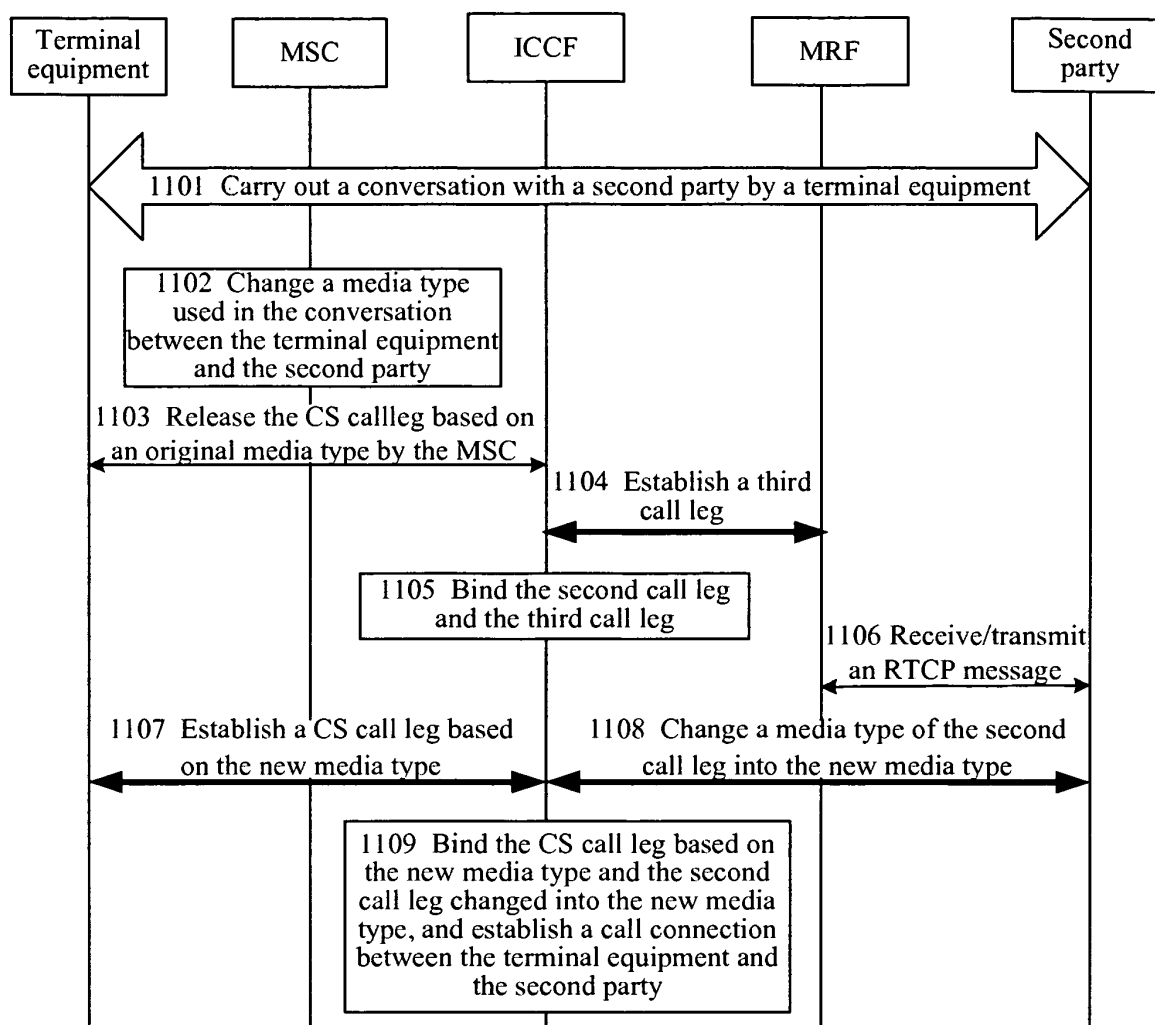 Terminal
equipment
MSC
ICCF
MRF
Second
party
1101 Carry out a conversation with a second party by a terminal equipment
1102 Change a media type
used in the conversation
between the terminal equipment
and the second party
1103 Release the CS callleg based on
an original media type by the MSC
1104 Establish a third
call leg
1105 Bind the second call leg
and the third call leg
1106 Receive/transmit
an RTCP message
1107 Establish a CS call leg based
on the new media type
1108 Change a media type of the second
call leg into the new media type
1109 Bind the CS call leg based on
the new media type and the second
call leg changed into the new media
type, and establish a call connection
between the terminal equipment and
the second party